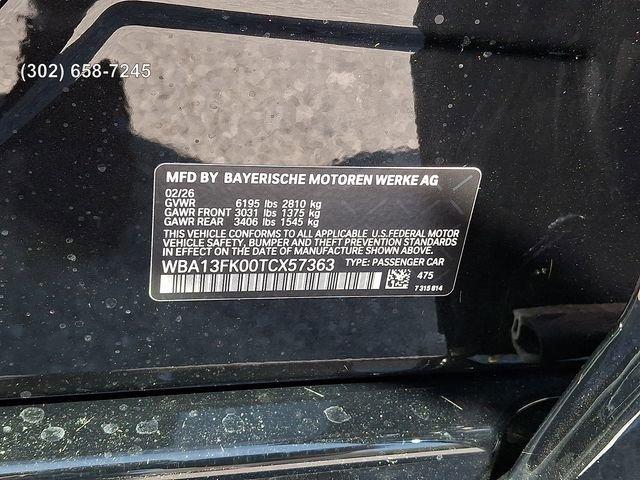 (302) 658-7245
MFD BY BAYERISCHE MOTOREN WERKE AG
02/26
GVWR 6195 lbs 2810 kg
GAWR FRONT 3031 lbs 1375 kg
GAWR REAR 3406 lbs 1545 kg
THIS VEHICLE CONFORMS TO ALL APPLICABLE U.S.FEDERAL MOTOR
VEHICLE SAFETY, BUMPER AND THEFT PREVENTION STANDARDS
IN EFFECT ON THE DATE OF MANUFACTURE SHOWN ABOVE.
WBA13FK00TCX57363 TYPE: PASSENGER CAR
475
7 315 814